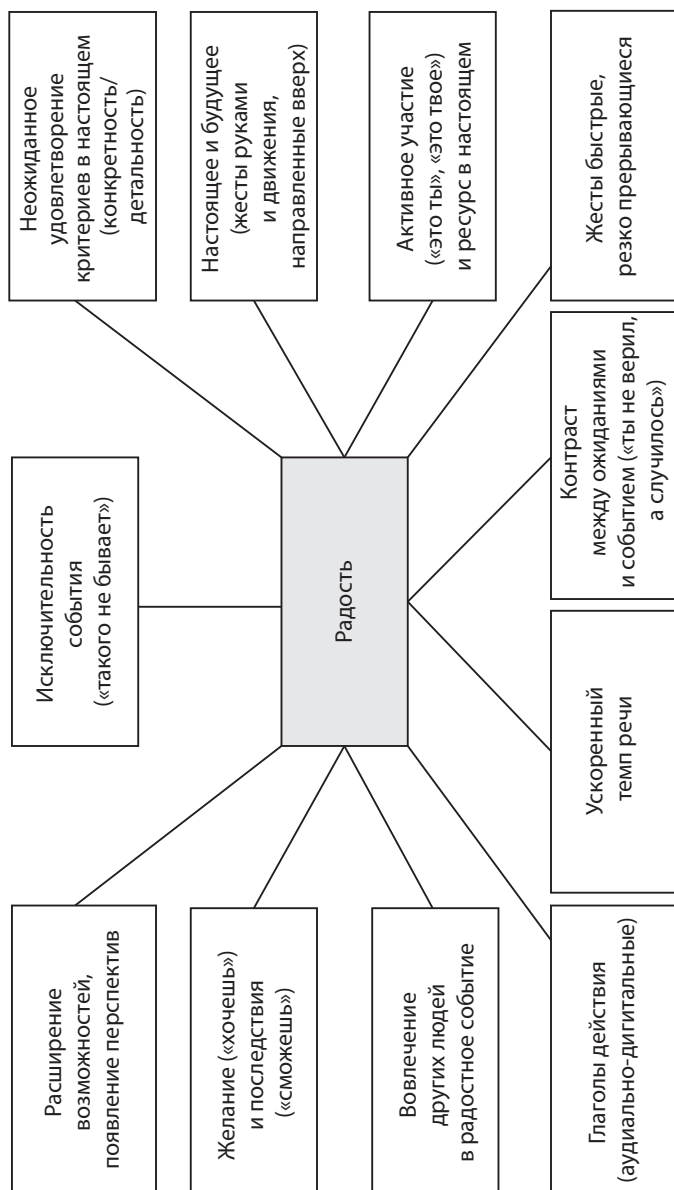 Расширение
возможностей,
появление перспектив
Исключительность
события
(«такого не бывает»)
Неожиданное
удовлетворение
критериев в настоящем
(конкретность/
детальность)
Желание («хочешь»)
и последствия
(«сможешь»)
Радость
Настоящее и будущее
(жесты руками
и движения,
направленные вверх)
Вовлечение
других людей
в радостное событие
Активное участие
(«это ты», «это твое»)
и ресурс в настоящем
Глаголы действия
(аудиально-дигитальные)
Ускоренный
темп речи
Контраст
между ожиданиями
и событием («ты не верил,
а случилось»)
Жесты быстрые,
резко прерывающиеся